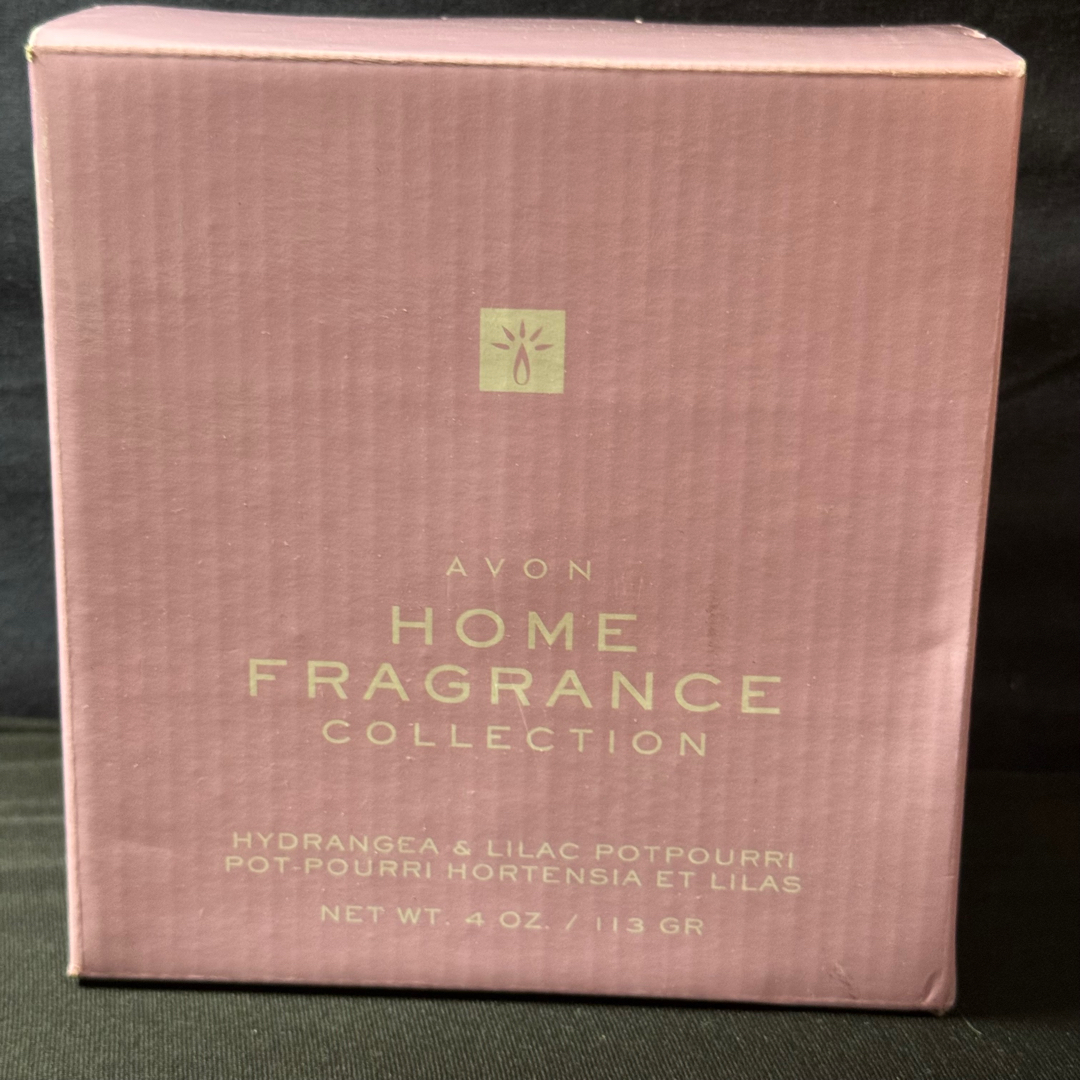 AVON
HOME
FRAGRANCE
COLLECTION
HYDRANGEA & LILAC POTPOURRI
POT-POURRI HORTENSIA ET LILAS
NET WT. 4 OZ. / 113 GR